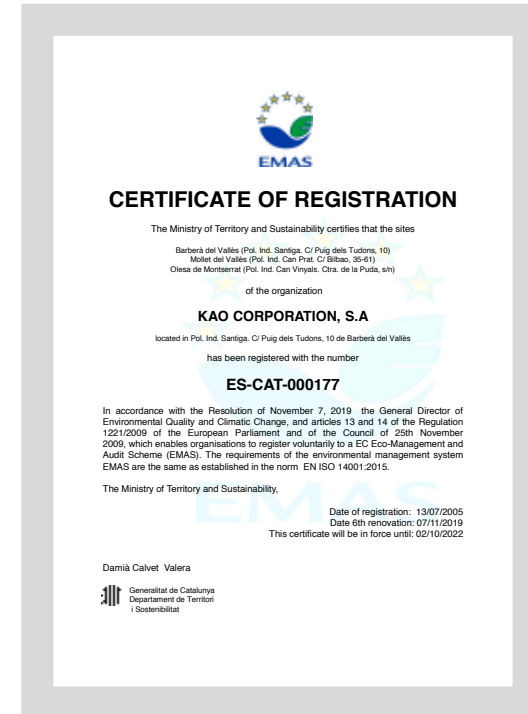 EMAS
CERTIFICATE OF REGISTRATION
The Ministry of Territory and Sustainability certifies that the sites
Barberà del Vallès (Pol. Ind. Santiga. C/ Puig dels Tudons, 10)
Mollet del Vallès (Pol. Ind. Can Prat. C/ Bilbao, 35-61)
Olesa de Montserrat (Pol. Ind. Can Vinyals. Ctra. de la Puda, s/n)
of the organization
KAO CORPORATION, S.A
located in Pol. Ind. Santiga. C/ Puig dels Tudons, 10 de Barberà del Vallès
has been registered with the number
ES-CAT-000177
In accordance with the Resolution of November 7, 2019 the General Director of
Environmental Quality and Climatic Change, and articles 13 and 14 of the Regulation
1221/2009 of the European Parliament and of the Council of 25th November
2009, which enables organisations to register voluntarily to a EC Eco-Management and
Audit Scheme (EMAS). The requirements of the environmental management system
EMAS are the same as established in the norm EN ISO 14001:2015.
The Ministry of Territory and Sustainability,
EMAS
Date of registration: 13/07/2005
Date 6th renovation: 07/11/2019
This certificate will be in force until: 02/10/2022
Damià Calvet Valera
Generalitat de Catalunya
Departament de Territori
i Sostenibilitat